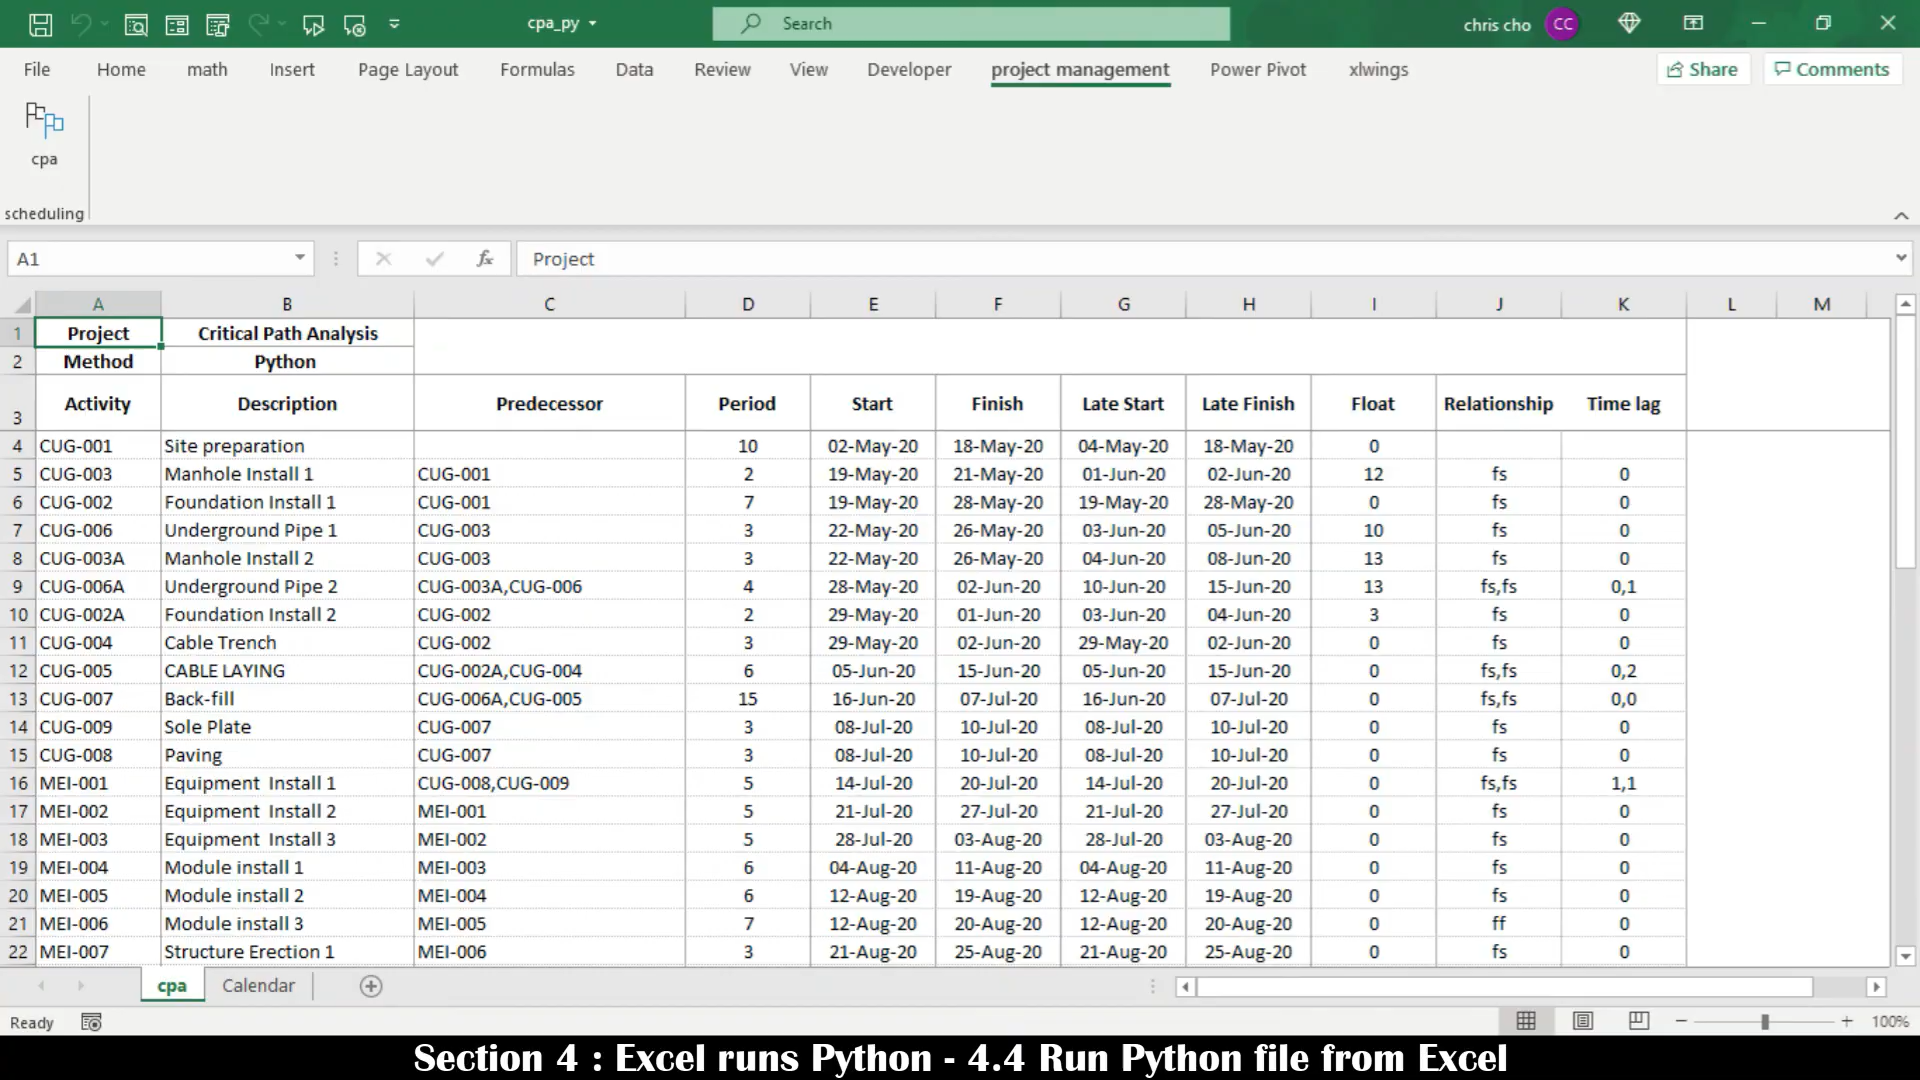 cpa_py
Search
chris cho CC
File Home math Insert Page Layout Formulas Data Review View Developer project management Power Pivot xlwings Share Comments
cpa
scheduling
A1 fx Project
A B C D E F G H I J K L M
1 Project Critical Path Analysis
2 Method Python
3 Activity Description Predecessor Period Start Finish Late Start Late Finish Float Relationship Time lag
4 CUG-001 Site preparation 10 02-May-20 18-May-20 04-May-20 18-May-20 0
5 CUG-003 Manhole Install 1 CUG-001 2 19-May-20 21-May-20 01-Jun-20 02-Jun-20 12 fs 0
6 CUG-002 Foundation Install 1 CUG-001 7 19-May-20 28-May-20 19-May-20 28-May-20 0 fs 0
7 CUG-006 Underground Pipe 1 CUG-003 3 22-May-20 26-May-20 03-Jun-20 05-Jun-20 10 fs 0
8 CUG-003A Manhole Install 2 CUG-003 3 22-May-20 26-May-20 04-Jun-20 08-Jun-20 13 fs 0
9 CUG-006A Underground Pipe 2 CUG-003A,CUG-006 4 28-May-20 02-Jun-20 10-Jun-20 15-Jun-20 13 fs,fs 0,1
10 CUG-002A Foundation Install 2 CUG-002 2 29-May-20 01-Jun-20 03-Jun-20 04-Jun-20 3 fs 0
11 CUG-004 Cable Trench CUG-002 3 29-May-20 02-Jun-20 29-May-20 02-Jun-20 0 fs 0
12 CUG-005 CABLE LAYING CUG-002A,CUG-004 6 05-Jun-20 15-Jun-20 05-Jun-20 15-Jun-20 0 fs,fs 0,2
13 CUG-007 Back-fill CUG-006A,CUG-005 15 16-Jun-20 07-Jul-20 16-Jun-20 07-Jul-20 0 fs,fs 0,0
14 CUG-009 Sole Plate CUG-007 3 08-Jul-20 10-Jul-20 08-Jul-20 10-Jul-20 0 fs 0
15 CUG-008 Paving CUG-007 3 08-Jul-20 10-Jul-20 08-Jul-20 10-Jul-20 0 fs 0
16 MEI-001 Equipment Install 1 CUG-008,CUG-009 5 14-Jul-20 20-Jul-20 14-Jul-20 20-Jul-20 0 fs,fs 1,1
17 MEI-002 Equipment Install 2 MEI-001 5 21-Jul-20 27-Jul-20 21-Jul-20 27-Jul-20 0 fs 0
18 MEI-003 Equipment Install 3 MEI-002 5 28-Jul-20 03-Aug-20 28-Jul-20 03-Aug-20 0 fs 0
19 MEI-004 Module install 1 MEI-003 6 04-Aug-20 11-Aug-20 04-Aug-20 11-Aug-20 0 fs 0
20 MEI-005 Module install 2 MEI-004 6 12-Aug-20 19-Aug-20 12-Aug-20 19-Aug-20 0 fs 0
21 MEI-006 Module install 3 MEI-005 7 12-Aug-20 20-Aug-20 12-Aug-20 20-Aug-20 0 ff 0
22 MEI-007 Structure Erection 1 MEI-006 3 21-Aug-20 25-Aug-20 21-Aug-20 25-Aug-20 0 fs 0
cpa Calendar
Ready 100%
Section 4 : Excel runs Python - 4.4 Run Python file from Excel